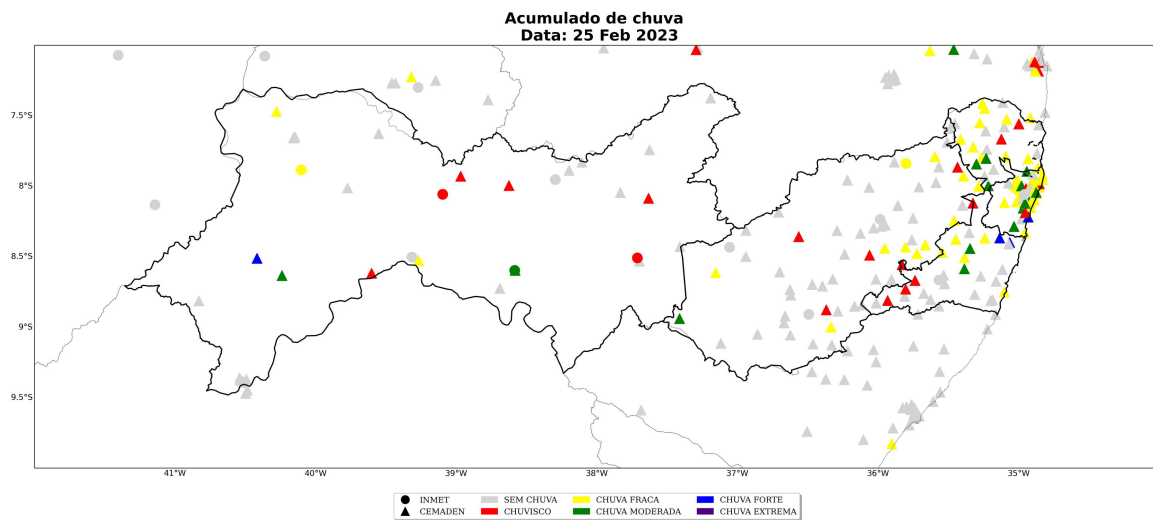 Acumulado de chuva
Data: 25 Feb 2023
7.5°S
8°S
8.5°S
9°S
9.5°S
41°W 40°W 39°W 38°W 37°W 36°W 35°W
INMET SEM CHUVA CHUVA FRACA CHUVA FORTE
CEMADEN CHUVISCO CHUVA MODERADA CHUVA EXTREMA